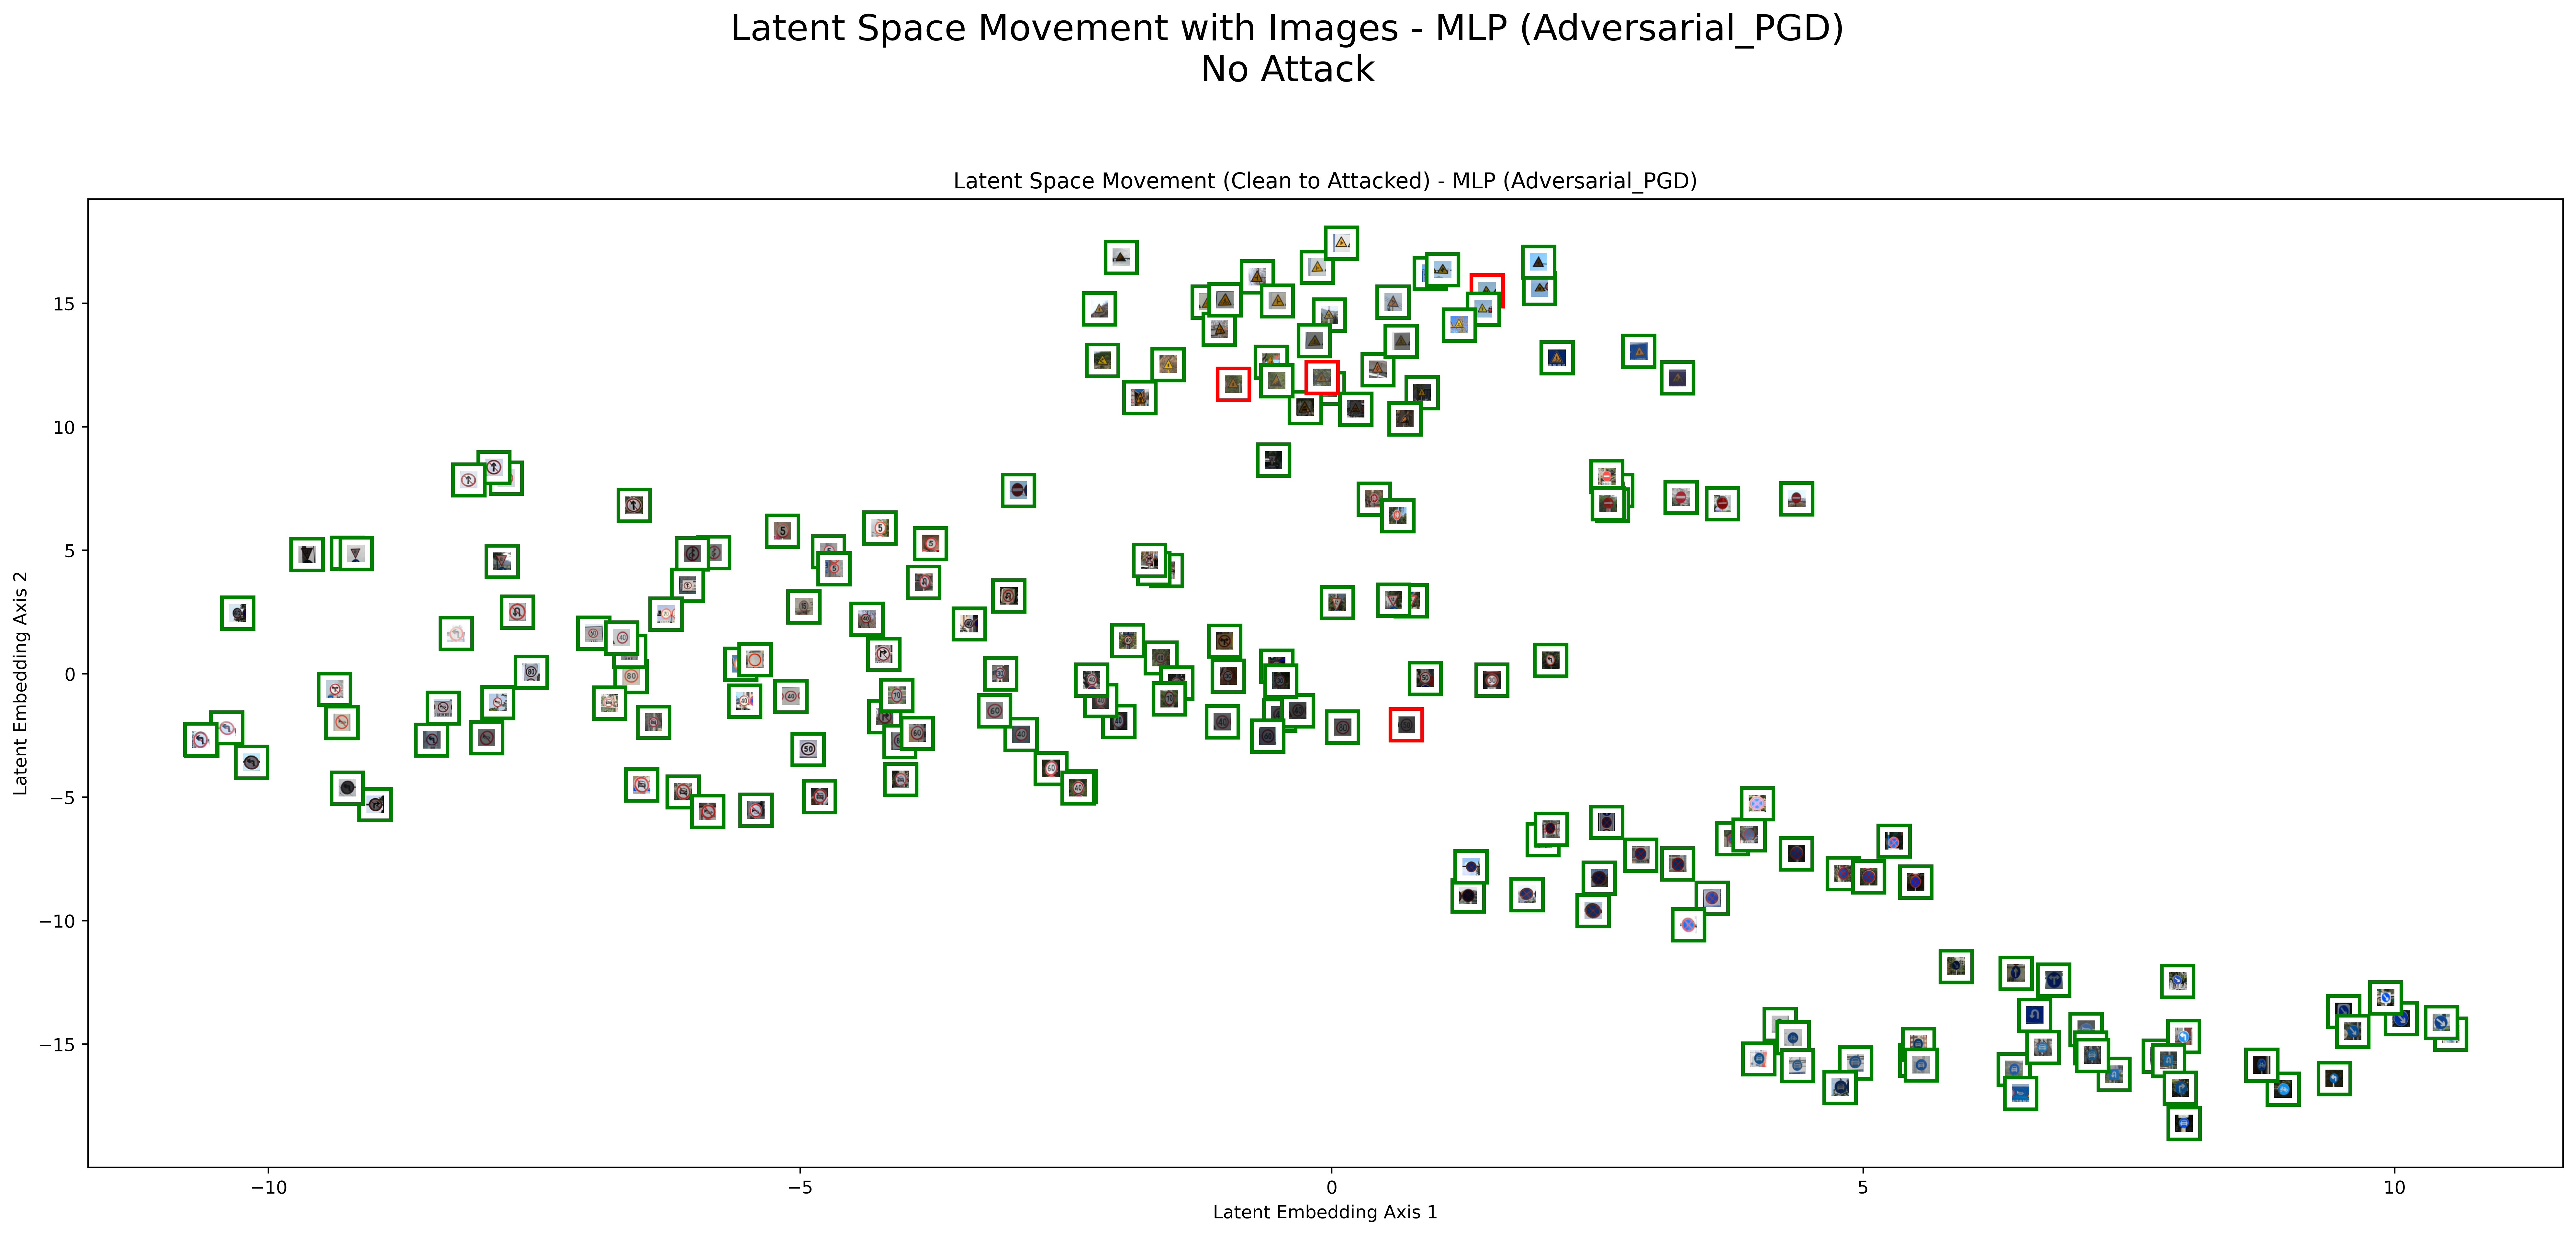 Latent Space Movement with Images - MLP (Adversarial_PGD)
No Attack
Latent Space Movement (Clean to Attacked) - MLP (Adversarial_PGD)
Latent Embedding Axis 2
15
10
5
0
−5
−10
−15
−10
−5
0
5
10
Latent Embedding Axis 1